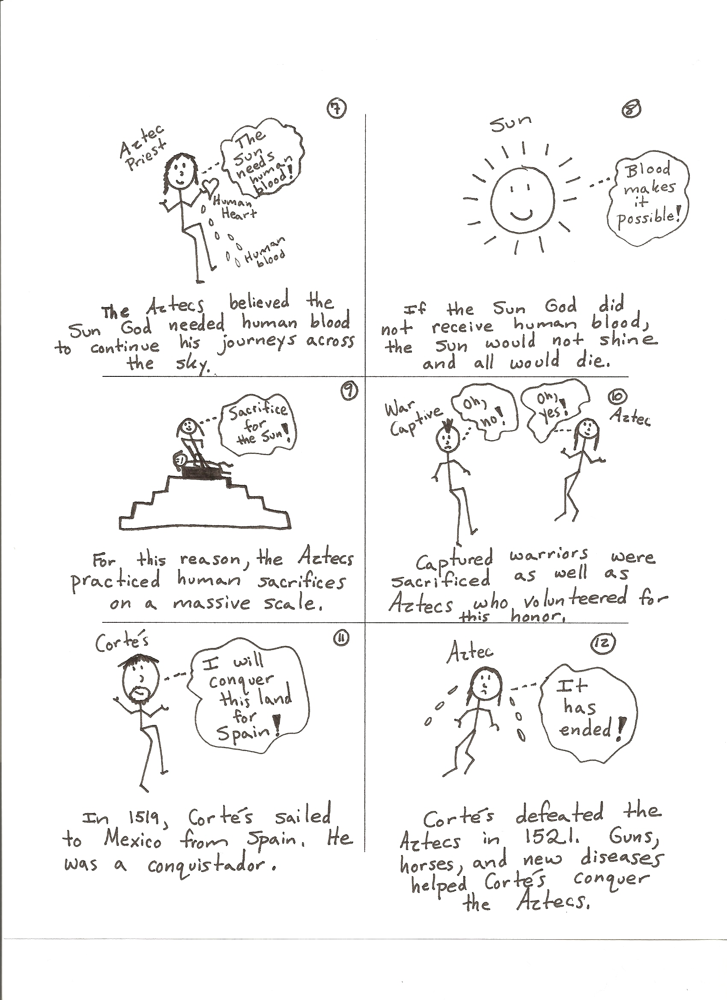 7
Aztec
Priest
The
Sun
needs
human
blood!
Human
Heart
Human
blood
The Aztecs believed the
Sun God needed human blood
to continue his journeys across
the sky.
8
Sun
Blood
makes
it
possible!
If the Sun God did
not receive human blood,
the Sun would not shine
and all would die.
9
Sacrifice
for
the Sun!
For this reason, the Aztecs
practiced human sacrifices
on a massive scale.
10
War
Captive
Oh,
no!
Oh,
yes!
Aztec
Captured warriors were
sacrificed as well as
Aztecs who volunteered for
this honor.
11
Cortés
I will
conquer
this land
for
Spain!
In 1519, Cortés sailed
to Mexico from Spain. He
was a conquistador.
12
Aztec
It
has
ended!
Cortés defeated the
Aztecs in 1521. Guns,
horses, and new diseases
helped Cortés conquer
the Aztecs.